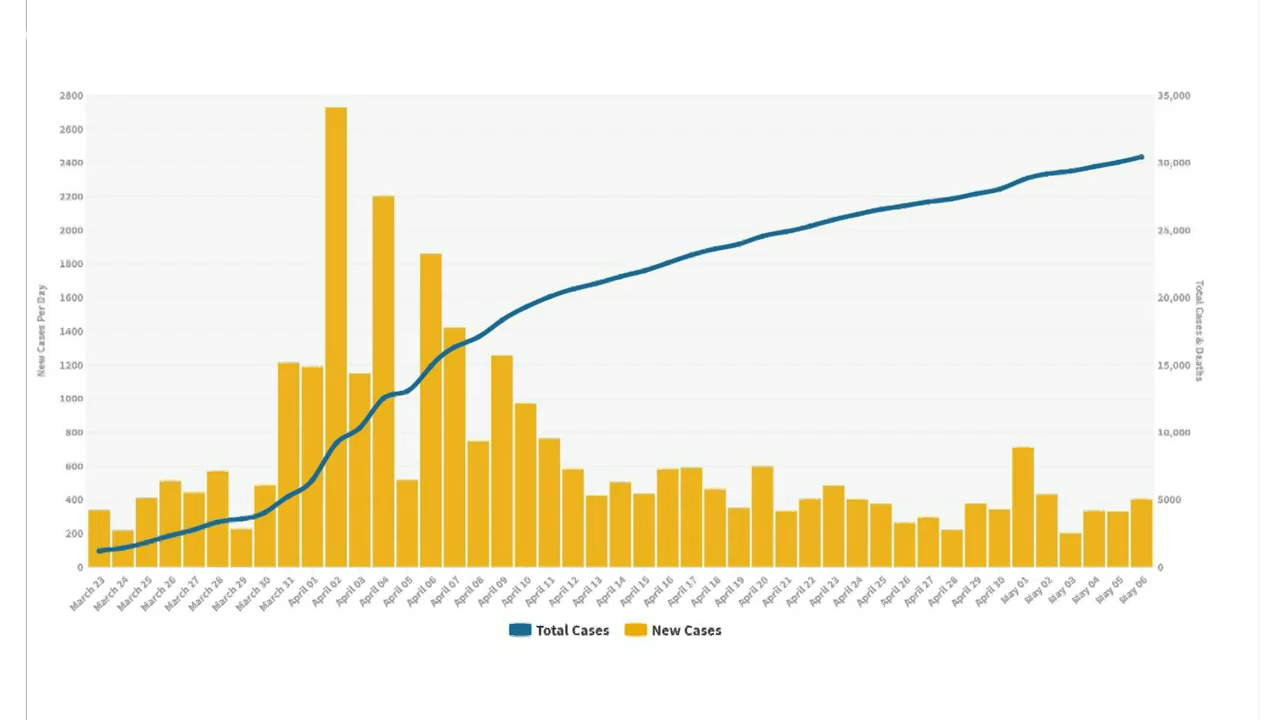 2800
2600
2400
2200
2000
1800
1600
1400
1200
1000
800
600
400
200
0
35,000
30,000
25,000
20,000
15,000
10,000
5000
0
New Cases Per Day
Total Cases & Deaths
March 23
March 24
March 25
March 26
March 27
March 28
March 29
March 30
March 31
April 01
April 02
April 03
April 04
April 05
April 06
April 07
April 08
April 09
April 10
April 11
April 12
April 13
April 14
April 15
April 16
April 17
April 18
April 19
April 20
April 21
April 22
April 23
April 24
April 25
April 26
April 27
April 28
April 29
April 30
May 01
May 02
May 03
May 04
May 05
May 06
Total Cases New Cases